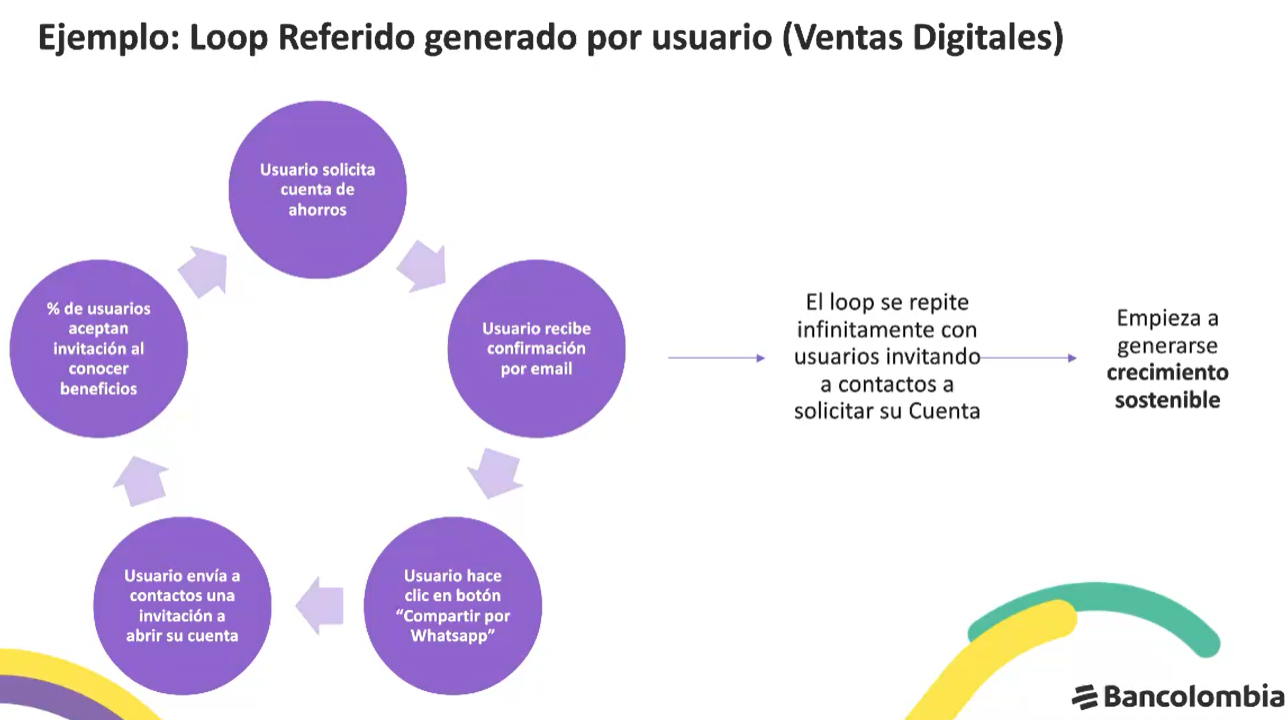 Ejemplo: Loop Referido generado por usuario (Ventas Digitales)
Usuario solicita
cuenta de
ahorros
Usuario recibe
confirmación
por email
Usuario hace
clic en botón
“Compartir por
Whatsapp”
Usuario envía a
contactos una
invitación a
abrir su cuenta
% de usuarios
aceptan
invitación al
conocer
beneficios
El loop se repite
infinitamente con
usuarios invitando
a contactos a
solicitar su Cuenta
Empieza a
generarse
crecimiento
sostenible
Bancolombia